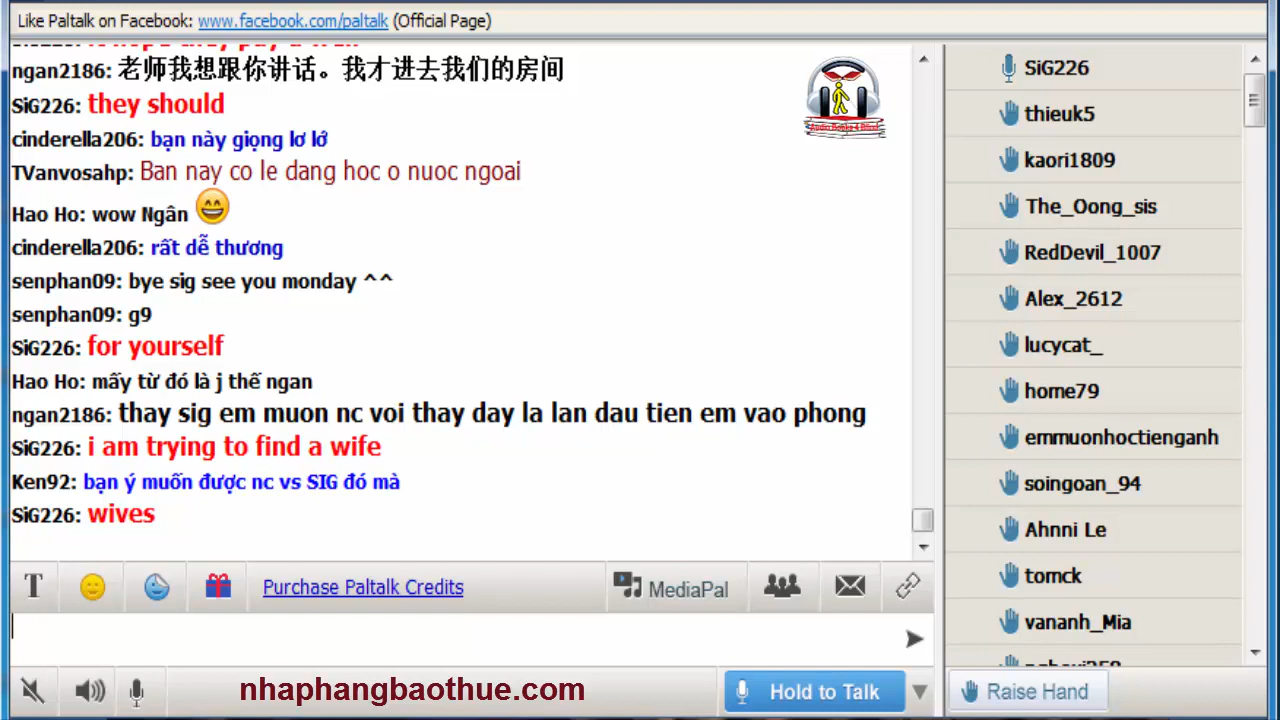 Like Paltalk on Facebook: www.facebook.com/paltalk (Official Page)
ngan2186: 老师我想跟你讲话。我才进去我们的房间
SiG226: they should
cinderella206: bạn này giọng lơ lớ
TVanvosahp: Ban nay co le dang hoc o nuoc ngoai
Hao Ho: wow Ngân 😄
cinderella206: rất dễ thương
senphan09: bye sig see you monday ^^
senphan09: g9
SiG226: for yourself
Hao Ho: mấy từ đó là j thế ngan
ngan2186: thay sig em muon nc voi thay day la lan dau tien em vao phong
SiG226: i am trying to find a wife
Ken92: bạn ý muốn được nc vs SIG đó mà
SiG226: wives
Audio Books 4 Blind
T
Purchase Paltalk Credits
MediaPal
nhaphangbaothue.com
Hold to Talk
SiG226
thieuk5
kaori1809
The_Oong_sis
RedDevil_1007
Alex_2612
lucycat_
home79
emmuonhoctienganh
soingoan_94
Ahnni Le
tomck
vananh_Mia
Raise Hand